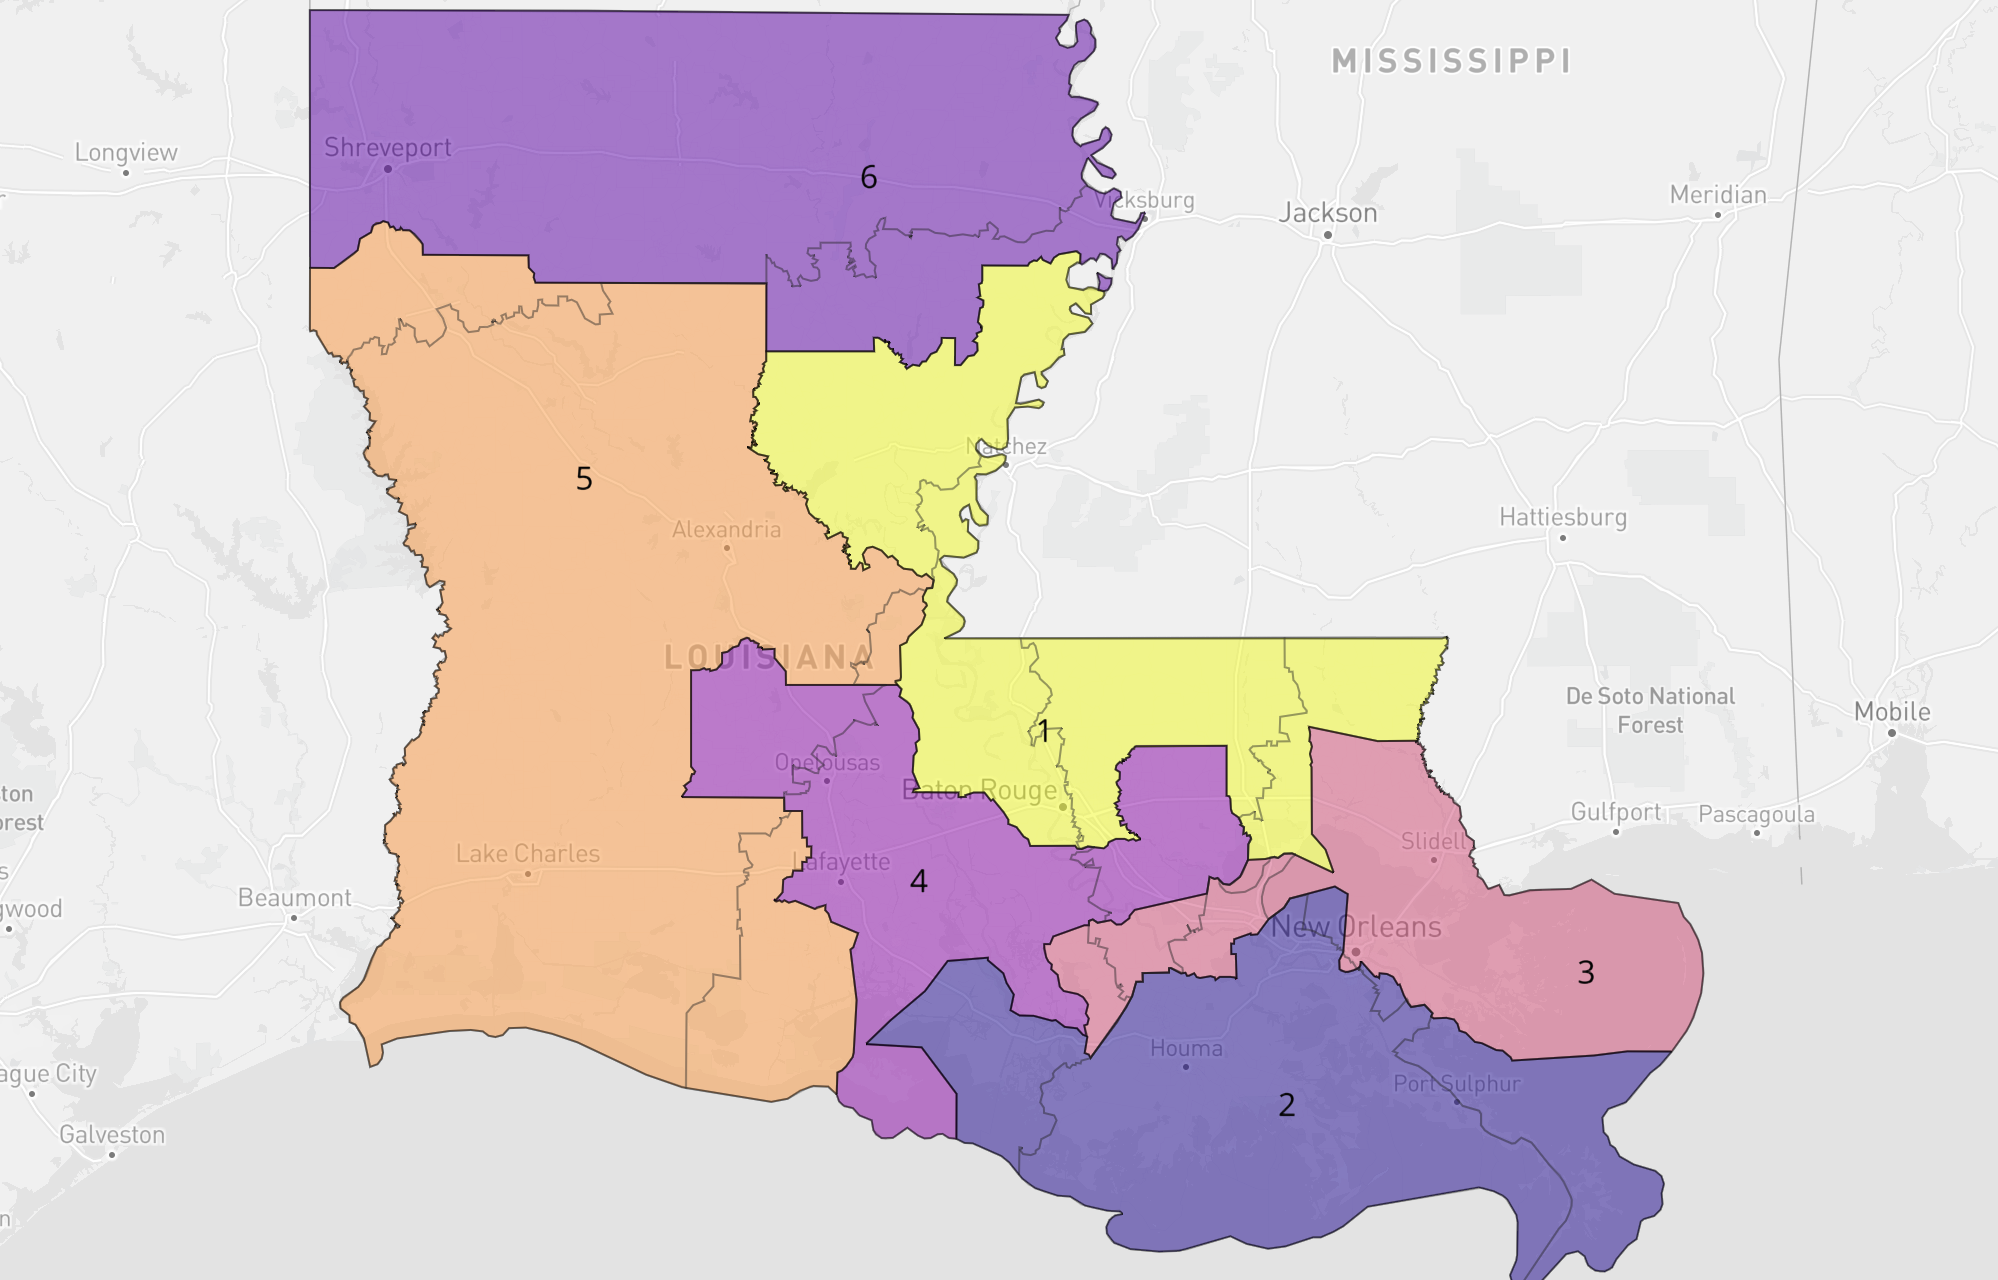 MISSISSIPPI
Longview
Shreveport
6
Vicksburg
Jackson
Meridian
Natchez
5
Alexandria
Hattiesburg
LOUISIANA
De Soto National
Forest
Mobile
1
Opelousas
Baton Rouge
ston
orest
Gulfport
Pascagoula
Slidell
Lake Charles
Lafayette
4
Beaumont
gwood
New Orleans
3
Houma
ague City
Port Sulphur
2
Galveston